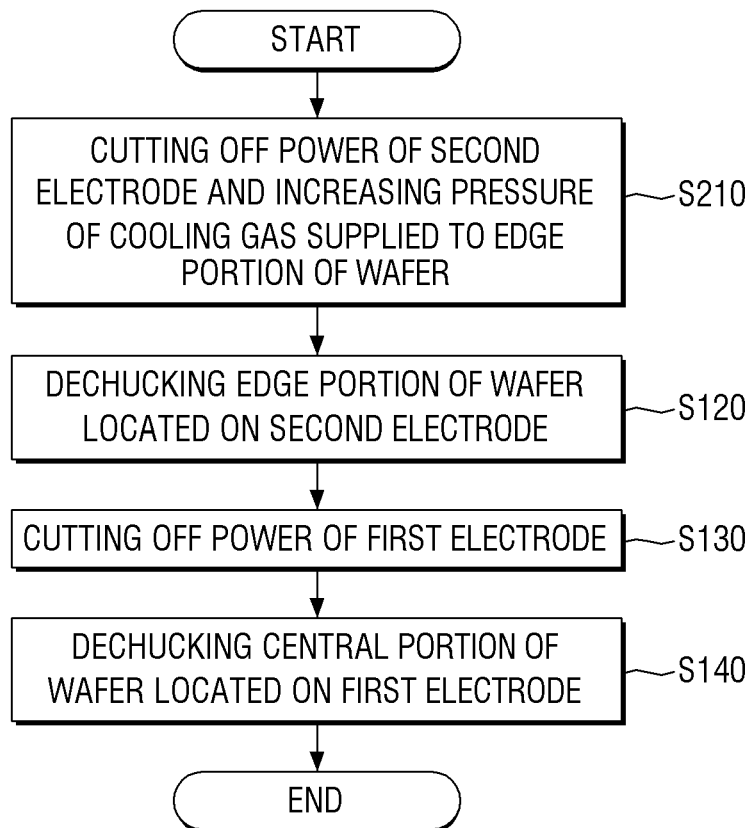 START
CUTTING OFF POWER OF SECOND
ELECTRODE AND INCREASING PRESSURE
OF COOLING GAS SUPPLIED TO EDGE
PORTION OF WAFER
S210
DECHUCKING EDGE PORTION OF WAFER
LOCATED ON SECOND ELECTRODE
S120
CUTTING OFF POWER OF FIRST ELECTRODE
S130
DECHUCKING CENTRAL PORTION OF
WAFER LOCATED ON FIRST ELECTRODE
S140
END